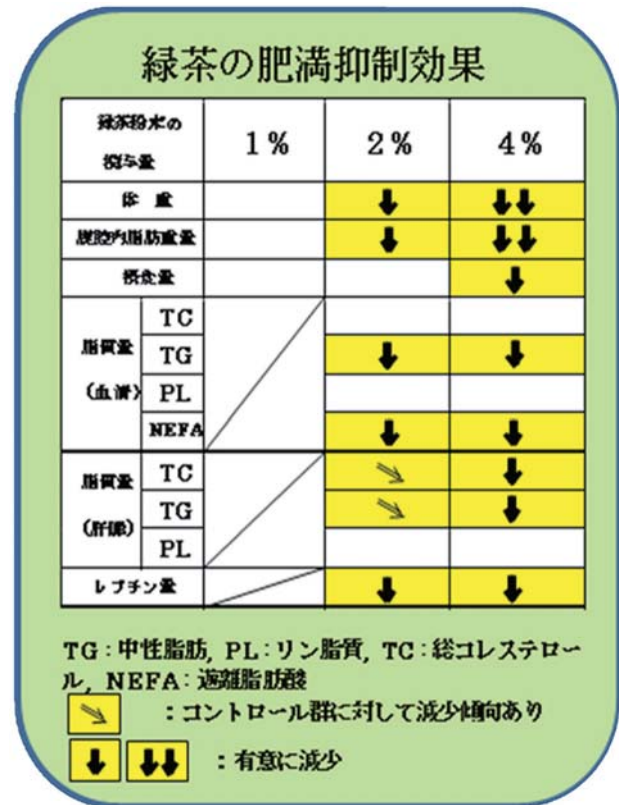 緑茶の肥満抑制効果
緑茶粉末の
投与量
1%
2%
4%
体 重
⬇
⬇⬇
腹腔内脂肪重量
⬇
⬇⬇
摂食量
⬇
脂質量
(血清)
TC
TG
⬇
⬇
PL
NEFA
⬇
⬇
脂質量
(肝臓)
TC
⬇
TG
⬇
PL
レプチン量
⬇
⬇
TG:中性脂肪, PL:リン脂質, TC:総コレステロー
ル, NEFA:遊離脂肪酸
:コントロール群に対して減少傾向あり
⬇ ⬇⬇ :有意に減少